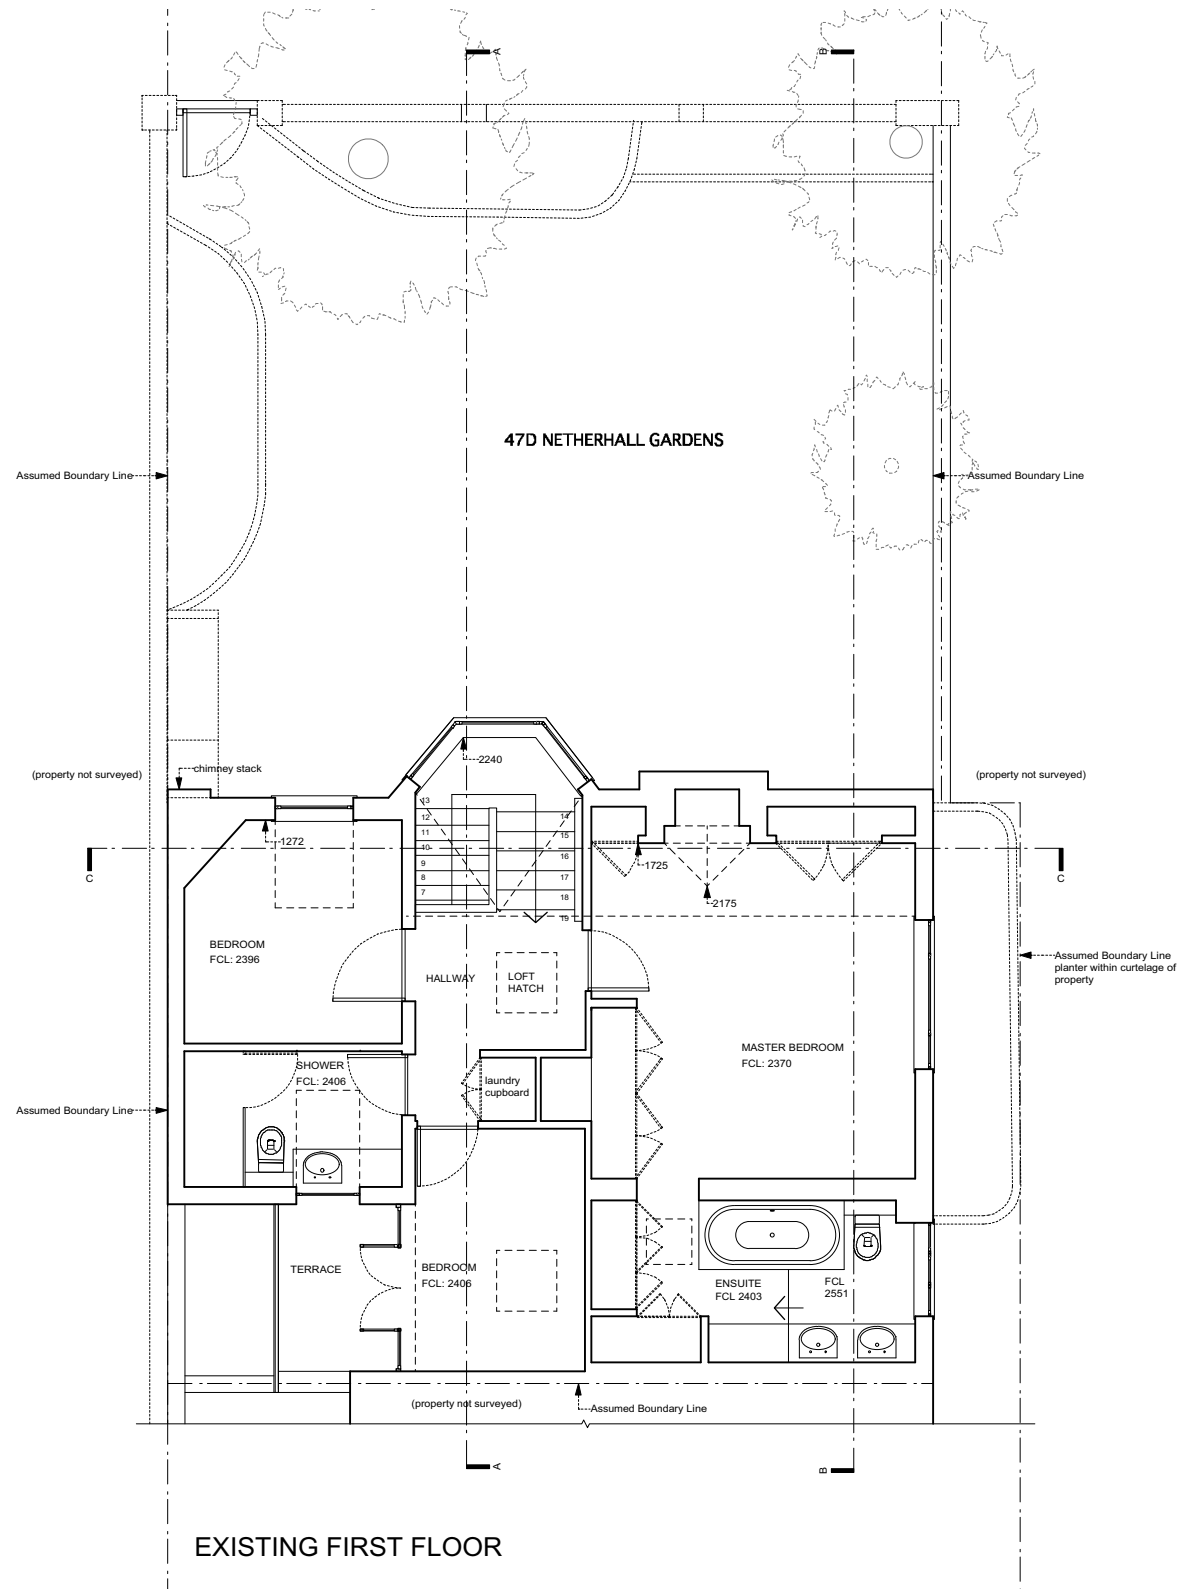 A
B
47D NETHERHALL GARDENS
Assumed Boundary Line
Assumed Boundary Line
2240
chimney stack
(property not surveyed)
(property not surveyed)
13
12
11
10
9
8
7
14
15
16
17
18
19
1272
1725
2175
C
C
BEDROOM
FCL: 2396
HALLWAY
LOFT
HATCH
Assumed Boundary Line
planter within curtelage of
property
MASTER BEDROOM
FCL: 2370
SHOWER
FCL: 2406
laundry
cupboard
Assumed Boundary Line
TERRACE
BEDROOM
FCL: 2406
ENSUITE
FCL 2403
FCL
2551
(property not surveyed)
Assumed Boundary Line
A
B
EXISTING FIRST FLOOR